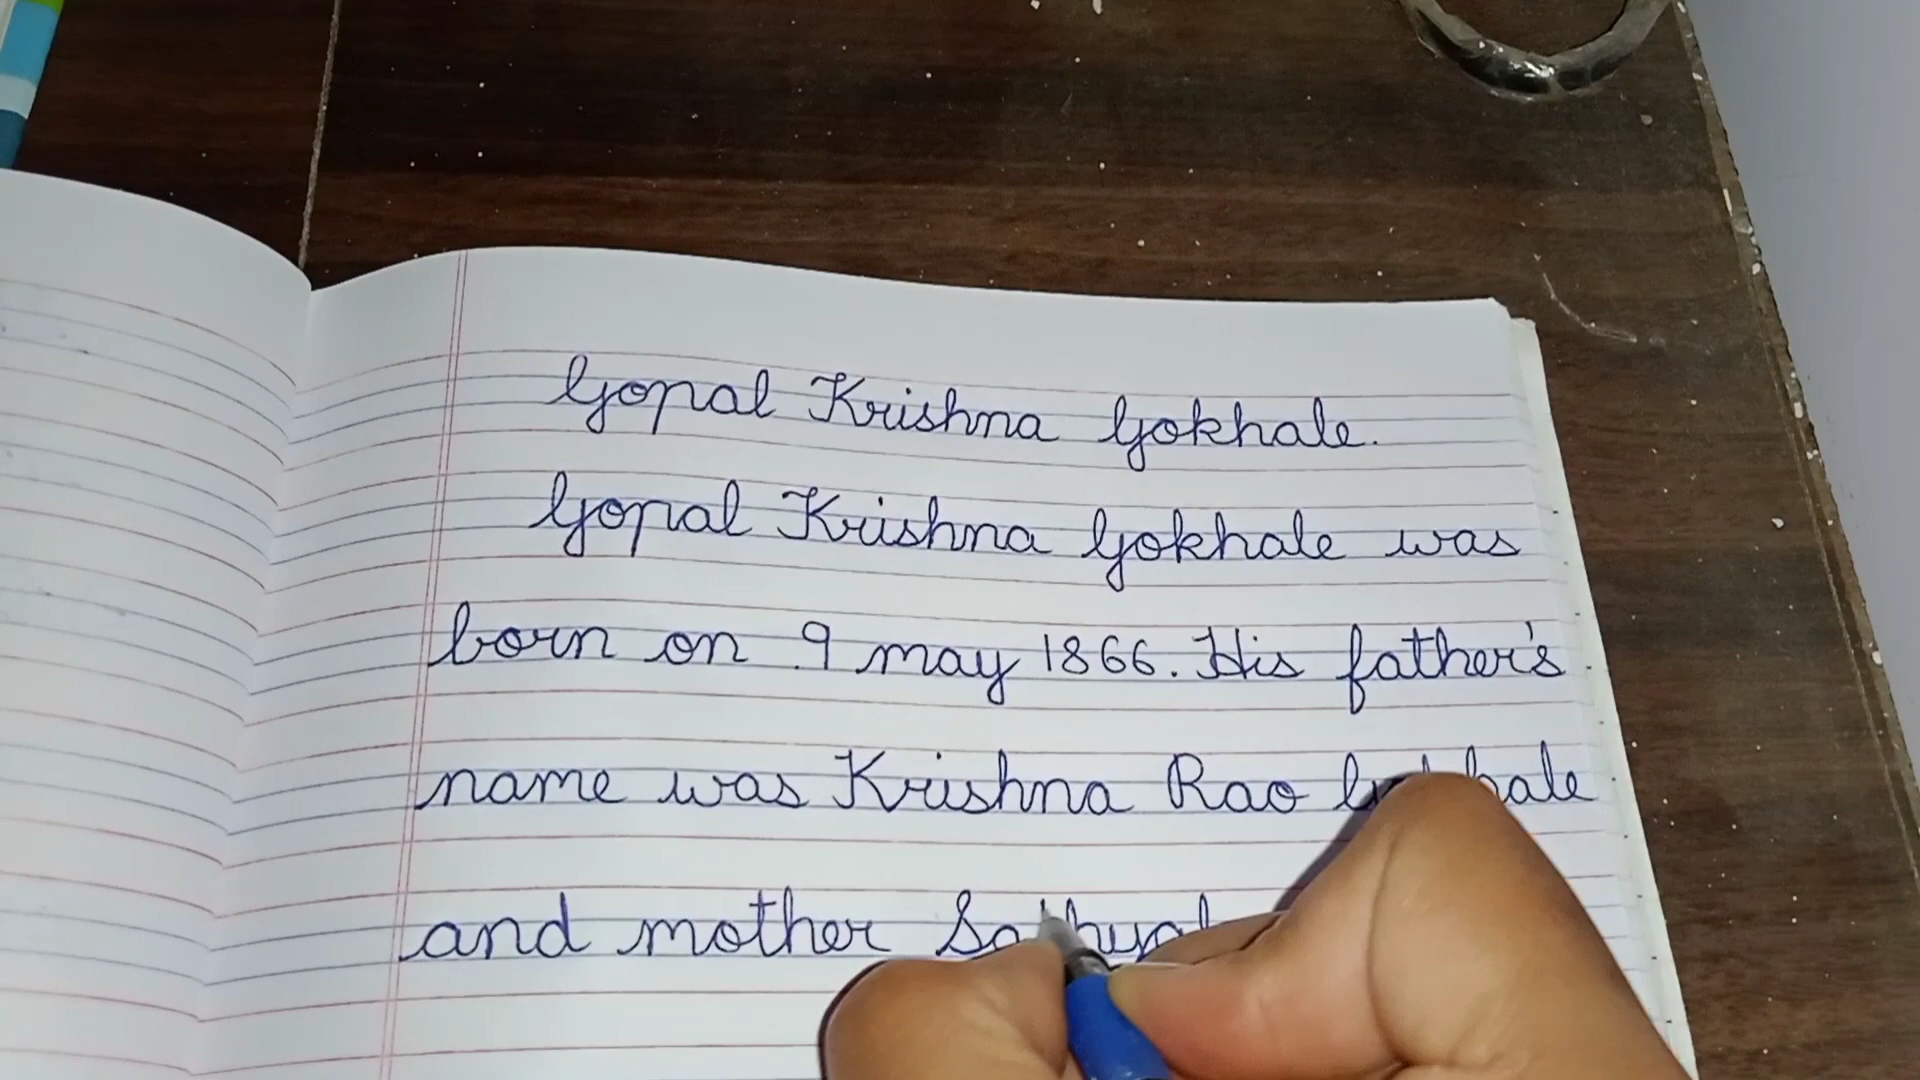 Gopal Krishna Gokhale.
Gopal Krishna Gokhale was
born on 9 may 1866. His father's
name was Krishna Rao
and mother